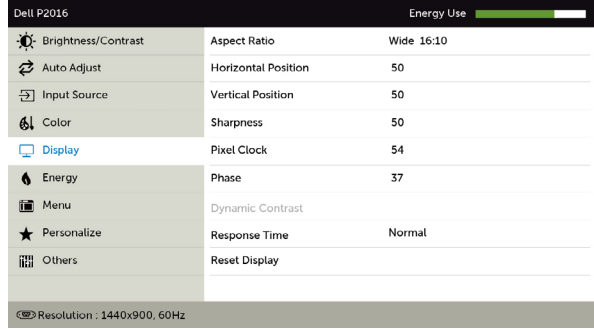 Dell P2016 Energy Use
Brightness/Contrast Aspect Ratio Wide 16:10
Auto Adjust Horizontal Position 50
Input Source Vertical Position 50
Color Sharpness 50
Display Pixel Clock 54
Energy Phase 37
Menu Dynamic Contrast
Personalize Response Time Normal
Others Reset Display
Resolution : 1440x900, 60Hz